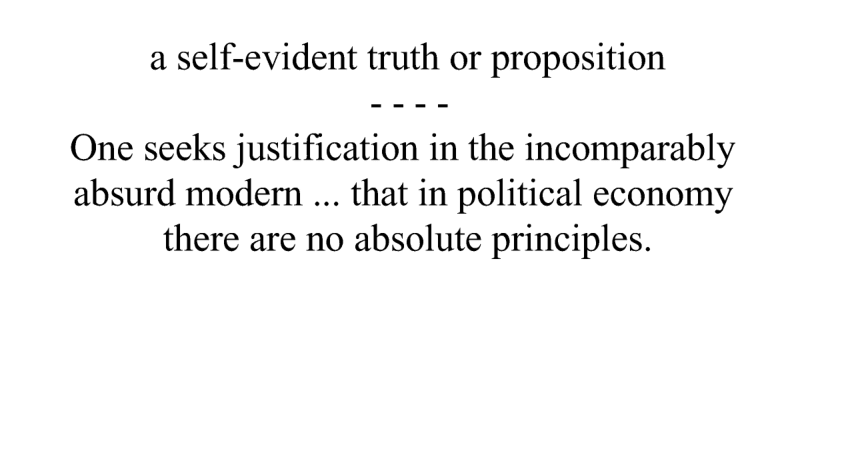 a self-evident truth or proposition
- - - -
One seeks justification in the incomparably
absurd modern ... that in political economy
there are no absolute principles.